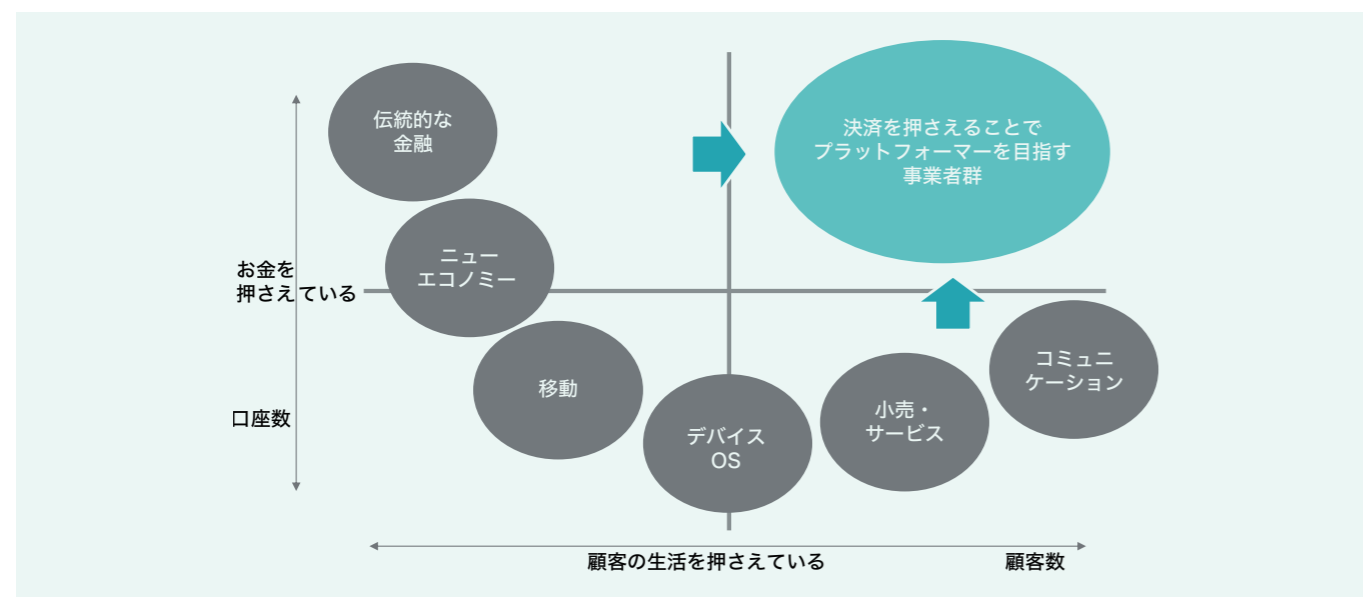 伝統的な
金融
決済を押さえることで
プラットフォーマーを目指す
事業者群
ニュー
エコノミー
お金を
押さえている
移動
コミュニ
ケーション
口座数
小売・
サービス
デバイス
OS
顧客の生活を押さえている
顧客数